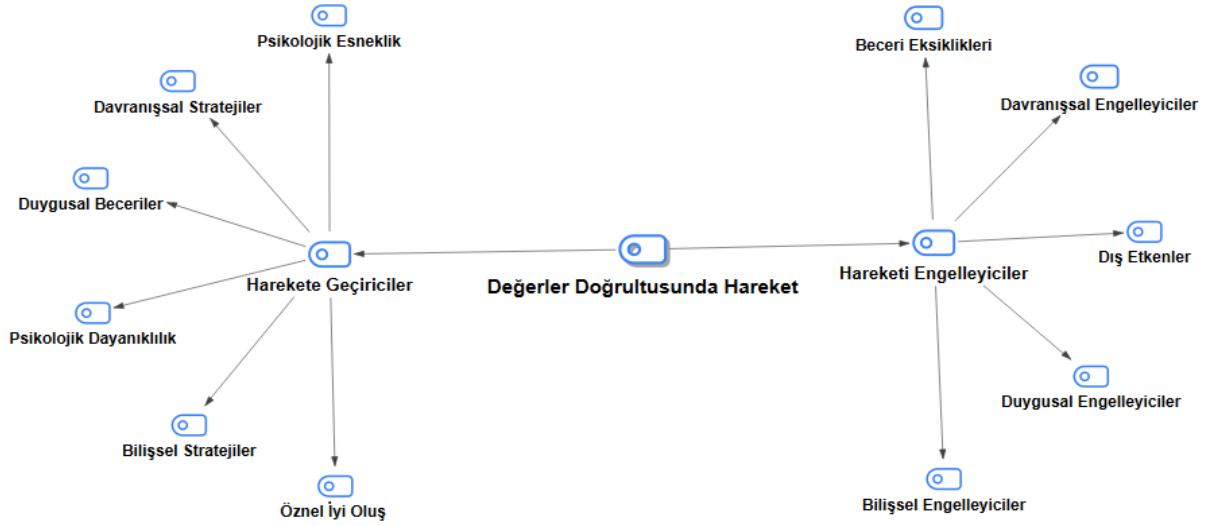 Psikolojik Esneklik
Beceri Eksiklikleri
Davranışsal Stratejiler
Davranışsal Engelleyiciler
Duygusal Beceriler
Dış Etkenler
Harekete Geçiriciler
Değerler Doğrultusunda Hareket
Hareketi Engelleyiciler
Psikolojik Dayanıklılık
Duygusal Engelleyiciler
Bilişsel Stratejiler
Bilişsel Engelleyiciler
Öznel İyi Oluş